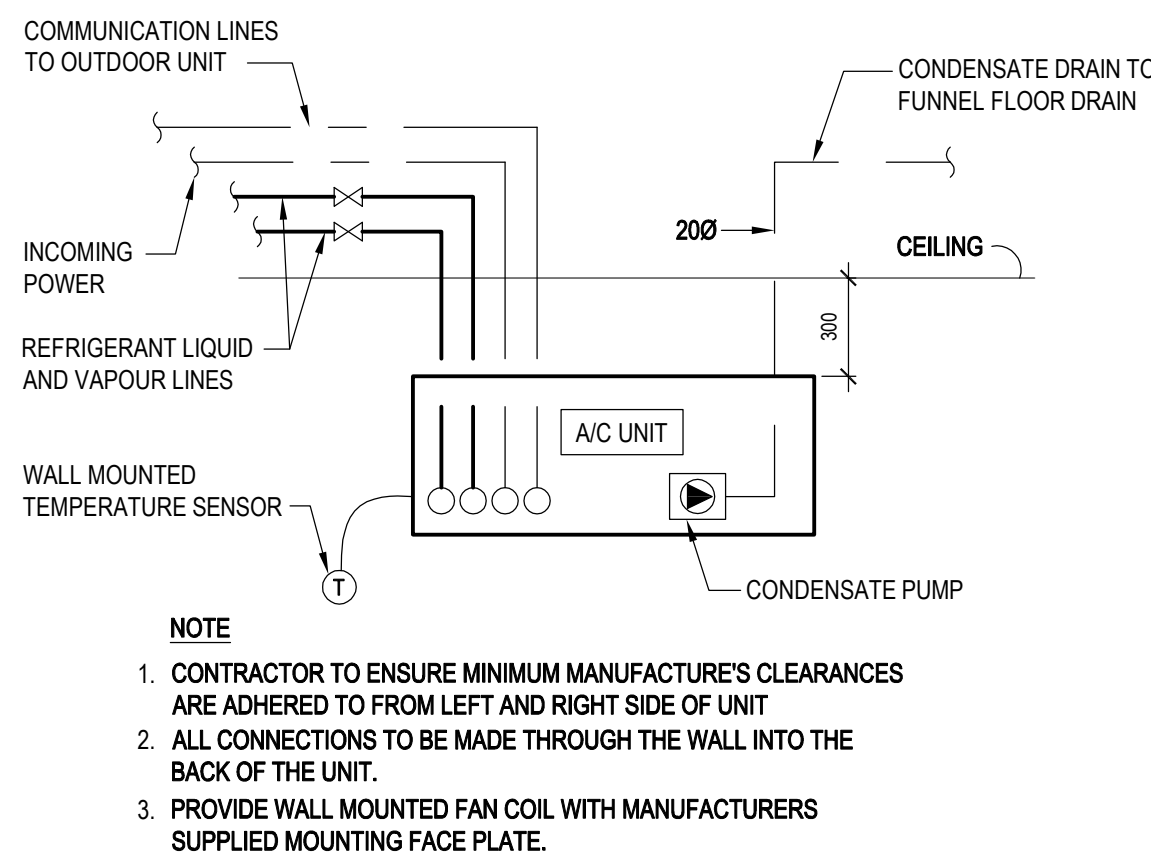 COMMUNICATION LINES
TO OUTDOOR UNIT
CONDENSATE DRAIN TO
FUNNEL FLOOR DRAIN
20Ø
CEILING
INCOMING
POWER
300
REFRIGERANT LIQUID
AND VAPOUR LINES
A/C UNIT
WALL MOUNTED
TEMPERATURE SENSOR
T
CONDENSATE PUMP
NOTE
1. CONTRACTOR TO ENSURE MINIMUM MANUFACTURE'S CLEARANCES
ARE ADHERED TO FROM LEFT AND RIGHT SIDE OF UNIT
2. ALL CONNECTIONS TO BE MADE THROUGH THE WALL INTO THE
BACK OF THE UNIT.
3. PROVIDE WALL MOUNTED FAN COIL WITH MANUFACTURERS
SUPPLIED MOUNTING FACE PLATE.